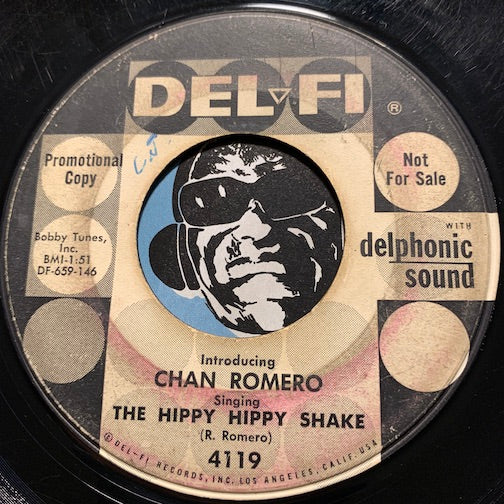 DEL-FI
®
L.J.
Promotional
Copy
Not
For Sale
Bobby Tunes,
Inc.
BMI-1:51
DF-659-146
WITH
delphonic
sound
Introducing
CHAN ROMERO
Singing
THE HIPPY HIPPY SHAKE
(R. Romero)
4119
© DEL-FI RECORDS, INC. LOS ANGELES, CALIF. USA